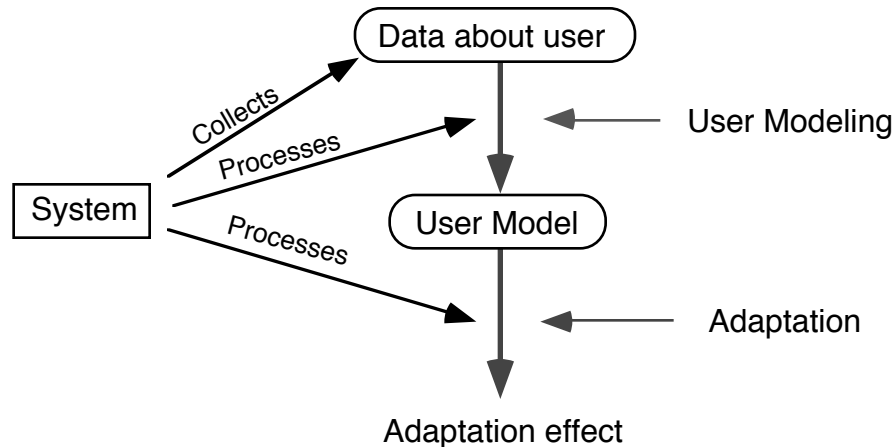 Data about user
Collects
User Modeling
Processes
System
User Model
Processes
Adaptation
Adaptation effect